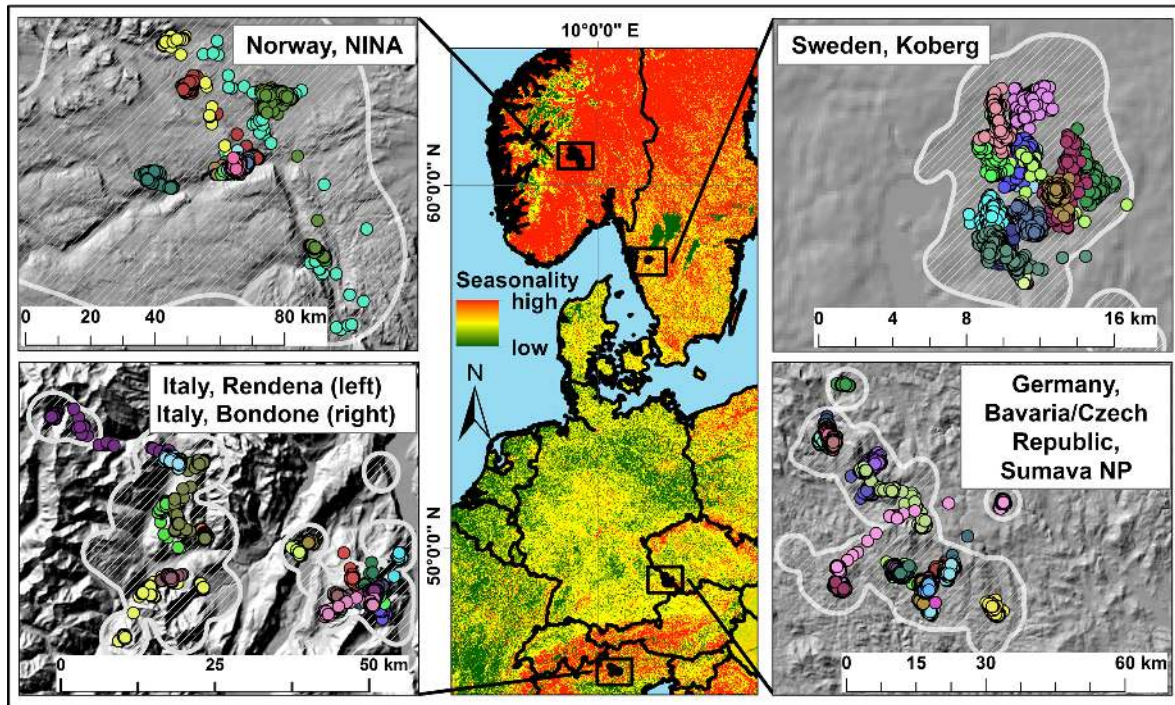 Norway, NINA
0 20 40 80 km
Italy, Rendena (left)
Italy, Bondone (right)
0 25 50 km
10°0'0" E
60°0'0" N
50°0'0" N
Seasonality
high
low
N
Sweden, Koberg
0 4 8 16 km
Germany,
Bavaria/Czech
Republic,
Sumava NP
0 15 30 60 km